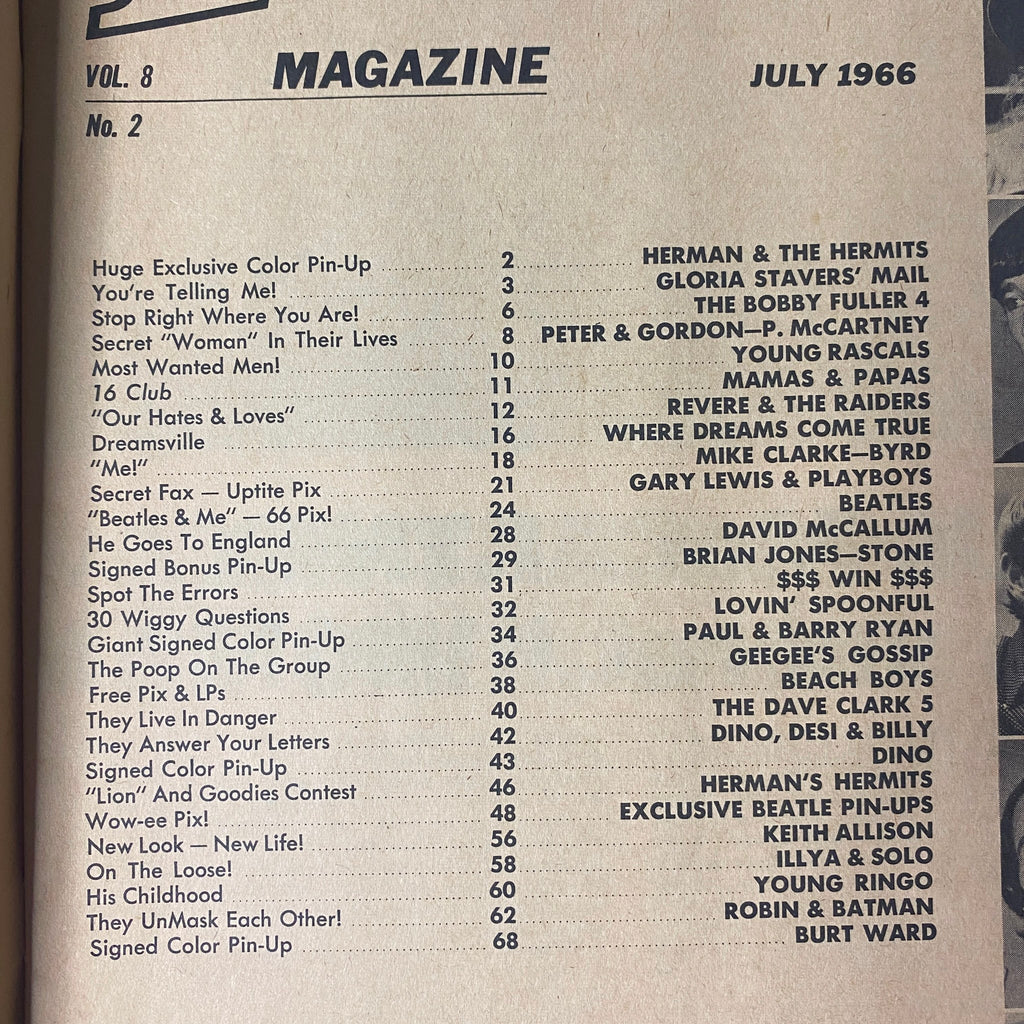 VOL. 8 MAGAZINE JULY 1966
No. 2
Huge Exclusive Color Pin-Up 2 HERMAN & THE HERMITS
You're Telling Me! 3 GLORIA STAVERS' MAIL
Stop Right Where You Are! 6 THE BOBBY FULLER 4
Secret "Woman" In Their Lives 8 PETER & GORDON—P. McCARTNEY
Most Wanted Men! 10 YOUNG RASCALS
16 Club 11 MAMAS & PAPAS
"Our Hates & Loves" 12 REVERE & THE RAIDERS
Dreamsville 16 WHERE DREAMS COME TRUE
"Me!" 18 MIKE CLARKE—BYRD
Secret Fax — Uptite Pix 21 GARY LEWIS & PLAYBOYS
"Beatles & Me" — 66 Pix! 24 BEATLES
He Goes To England 28 DAVID McCALLUM
Signed Bonus Pin-Up 29 BRIAN JONES—STONE
Spot The Errors 31 $$$ WIN $$$
30 Wiggy Questions 32 LOVIN' SPOONFUL
Giant Signed Color Pin-Up 34 PAUL & BARRY RYAN
The Poop On The Group 36 GEEGEE'S GOSSIP
Free Pix & LPs 38 BEACH BOYS
They Live In Danger 40 THE DAVE CLARK 5
They Answer Your Letters 42 DINO, DESI & BILLY
Signed Color Pin-Up 43 DINO
"Lion" And Goodies Contest 46 HERMAN'S HERMITS
Wow-ee Pix! 48 EXCLUSIVE BEATLE PIN-UPS
New Look — New Life! 56 KEITH ALLISON
On The Loose! 58 ILLYA & SOLO
His Childhood 60 YOUNG RINGO
They UnMask Each Other! 62 ROBIN & BATMAN
Signed Color Pin-Up 68 BURT WARD